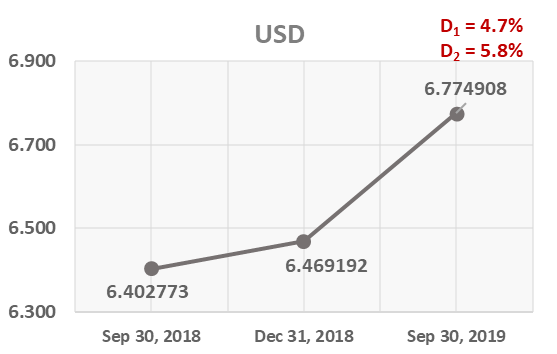 USD
D₁ = 4.7%
D₂ = 5.8%
6.900
6.774908
6.700
6.500
6.469192
6.402773
6.300
Sep 30, 2018
Dec 31, 2018
Sep 30, 2019